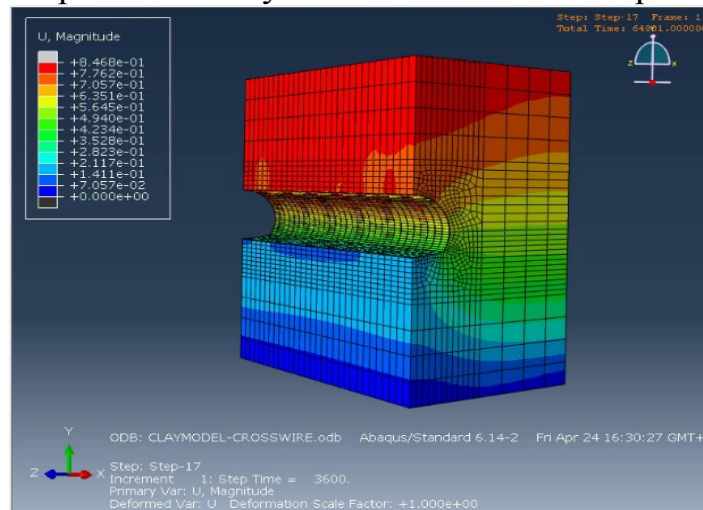 U, Magnitude
+8.468e-01
+7.762e-01
+7.057e-01
+6.351e-01
+5.645e-01
+4.940e-01
+4.234e-01
+3.528e-01
+2.823e-01
+2.117e-01
+1.411e-01
+7.057e-02
+0.000e+00
Step: Step-17 Frame: 1
Total Time: 64801.00000
Z
X
Y
Z
X
ODB: CLAYMODEL-CROSSWIRE.odb Abaqus/Standard 6.14-2 Fri Apr 24 16:30:27 GMT+
Step: Step-17
Increment 1: Step Time = 3600.
Primary Var: U, Magnitude
Deformed Var: U Deformation Scale Factor: +1.000e+00